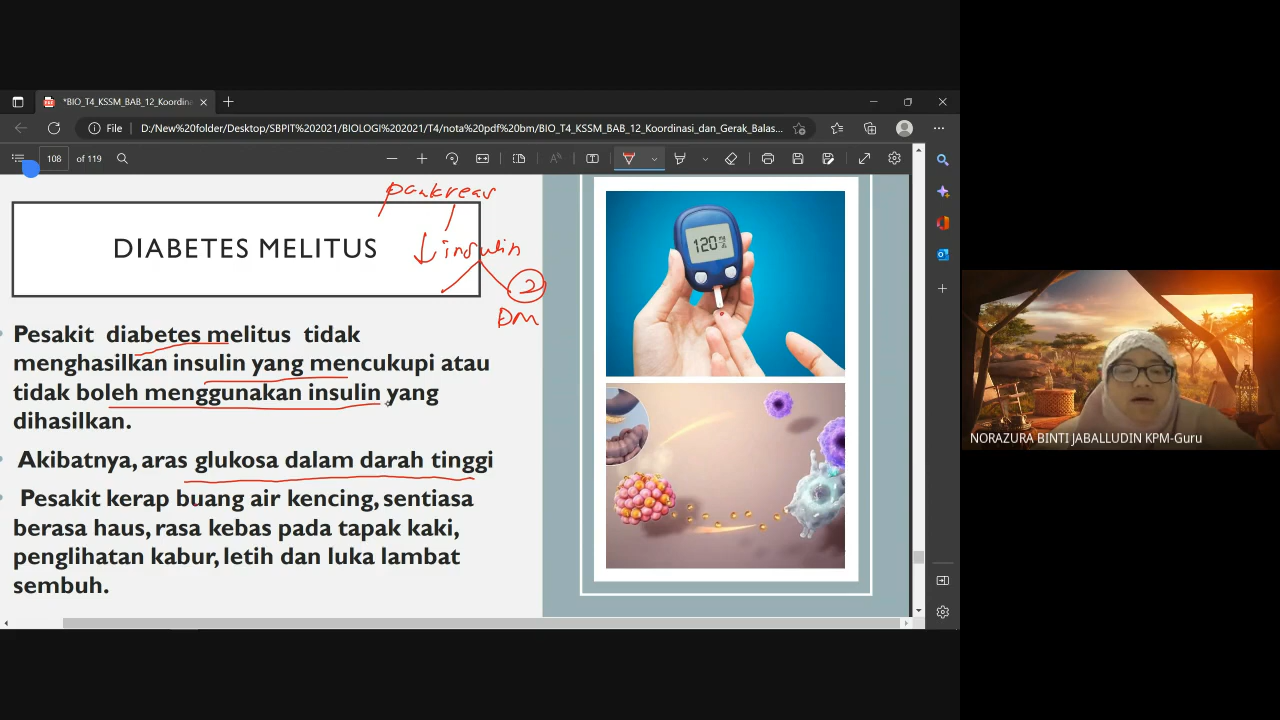 *BIO_T4_KSSM_BAB_12_Koordin
File
D:/New%20folder/Desktop/SBPIT%202021/BIOLOGI%202021/T4/nota%20pdf%20bm/BIO_T4_KSSM_BAB_12_Koordinasi_dan_Gerak_Balas...
108 of 119
pankreas
↓ insulin
2
DM
DIABETES MELITUS
Pesakit diabetes melitus tidak
menghasilkan insulin yang mencukupi atau
tidak boleh menggunakan insulin yang
dihasilkan.
Akibatnya, aras glukosa dalam darah tinggi
Pesakit kerap buang air kencing, sentiasa
berasa haus, rasa kebas pada tapak kaki,
penglihatan kabur, letih dan luka lambat
sembuh.
120
NORAZURA BINTI JABALLUDIN KPM-Guru